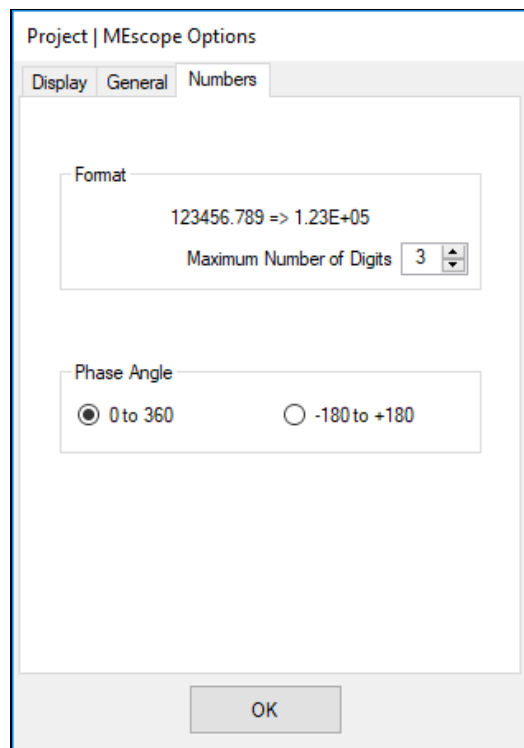 Project | MEscope Options
Display General Numbers
Format
123456.789 => 1.23E+05
Maximum Number of Digits 3
Phase Angle
0 to 360 -180 to +180
OK